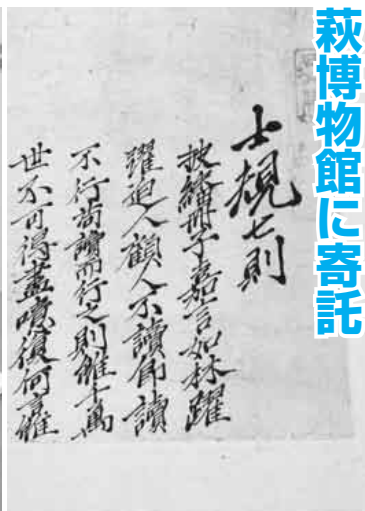 萩博物館に寄託
士規七則
披繙冊子嘉言如林躍
躍迫人顧人不讀即讀
不行苟讀而行之則雖千萬
世不可得盡噫復何言雖